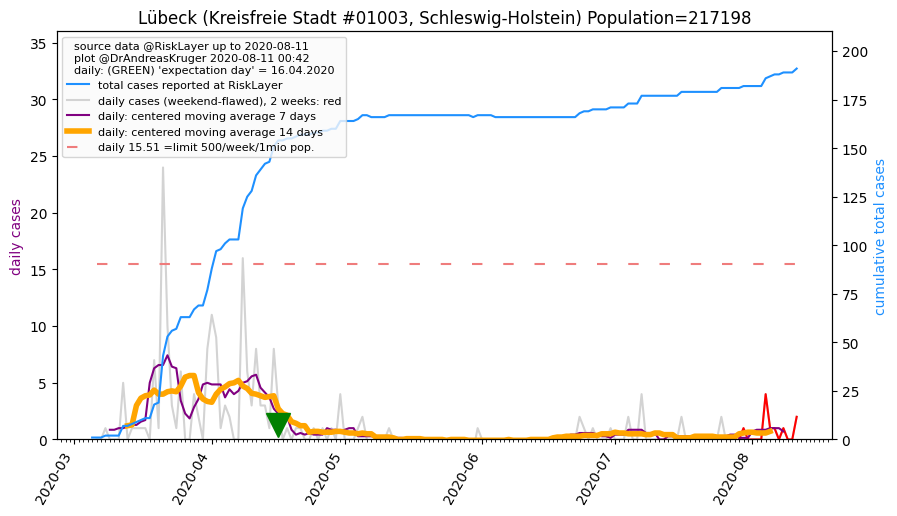 Lübeck (Kreisfreie Stadt #01003, Schleswig-Holstein) Population=217198
source data @RiskLayer up to 2020-08-11
plot @DrAndreasKruger 2020-08-11 00:42
daily: (GREEN) 'expectation day' = 16.04.2020
total cases reported at RiskLayer
daily cases (weekend-flawed), 2 weeks: red
daily: centered moving average 7 days
daily: centered moving average 14 days
daily 15.51 =limit 500/week/1mio pop.
daily cases
35
30
25
20
15
10
5
0
cumulative total cases
200
175
150
125
100
75
50
25
0
2020-03
2020-04
2020-05
2020-06
2020-07
2020-08